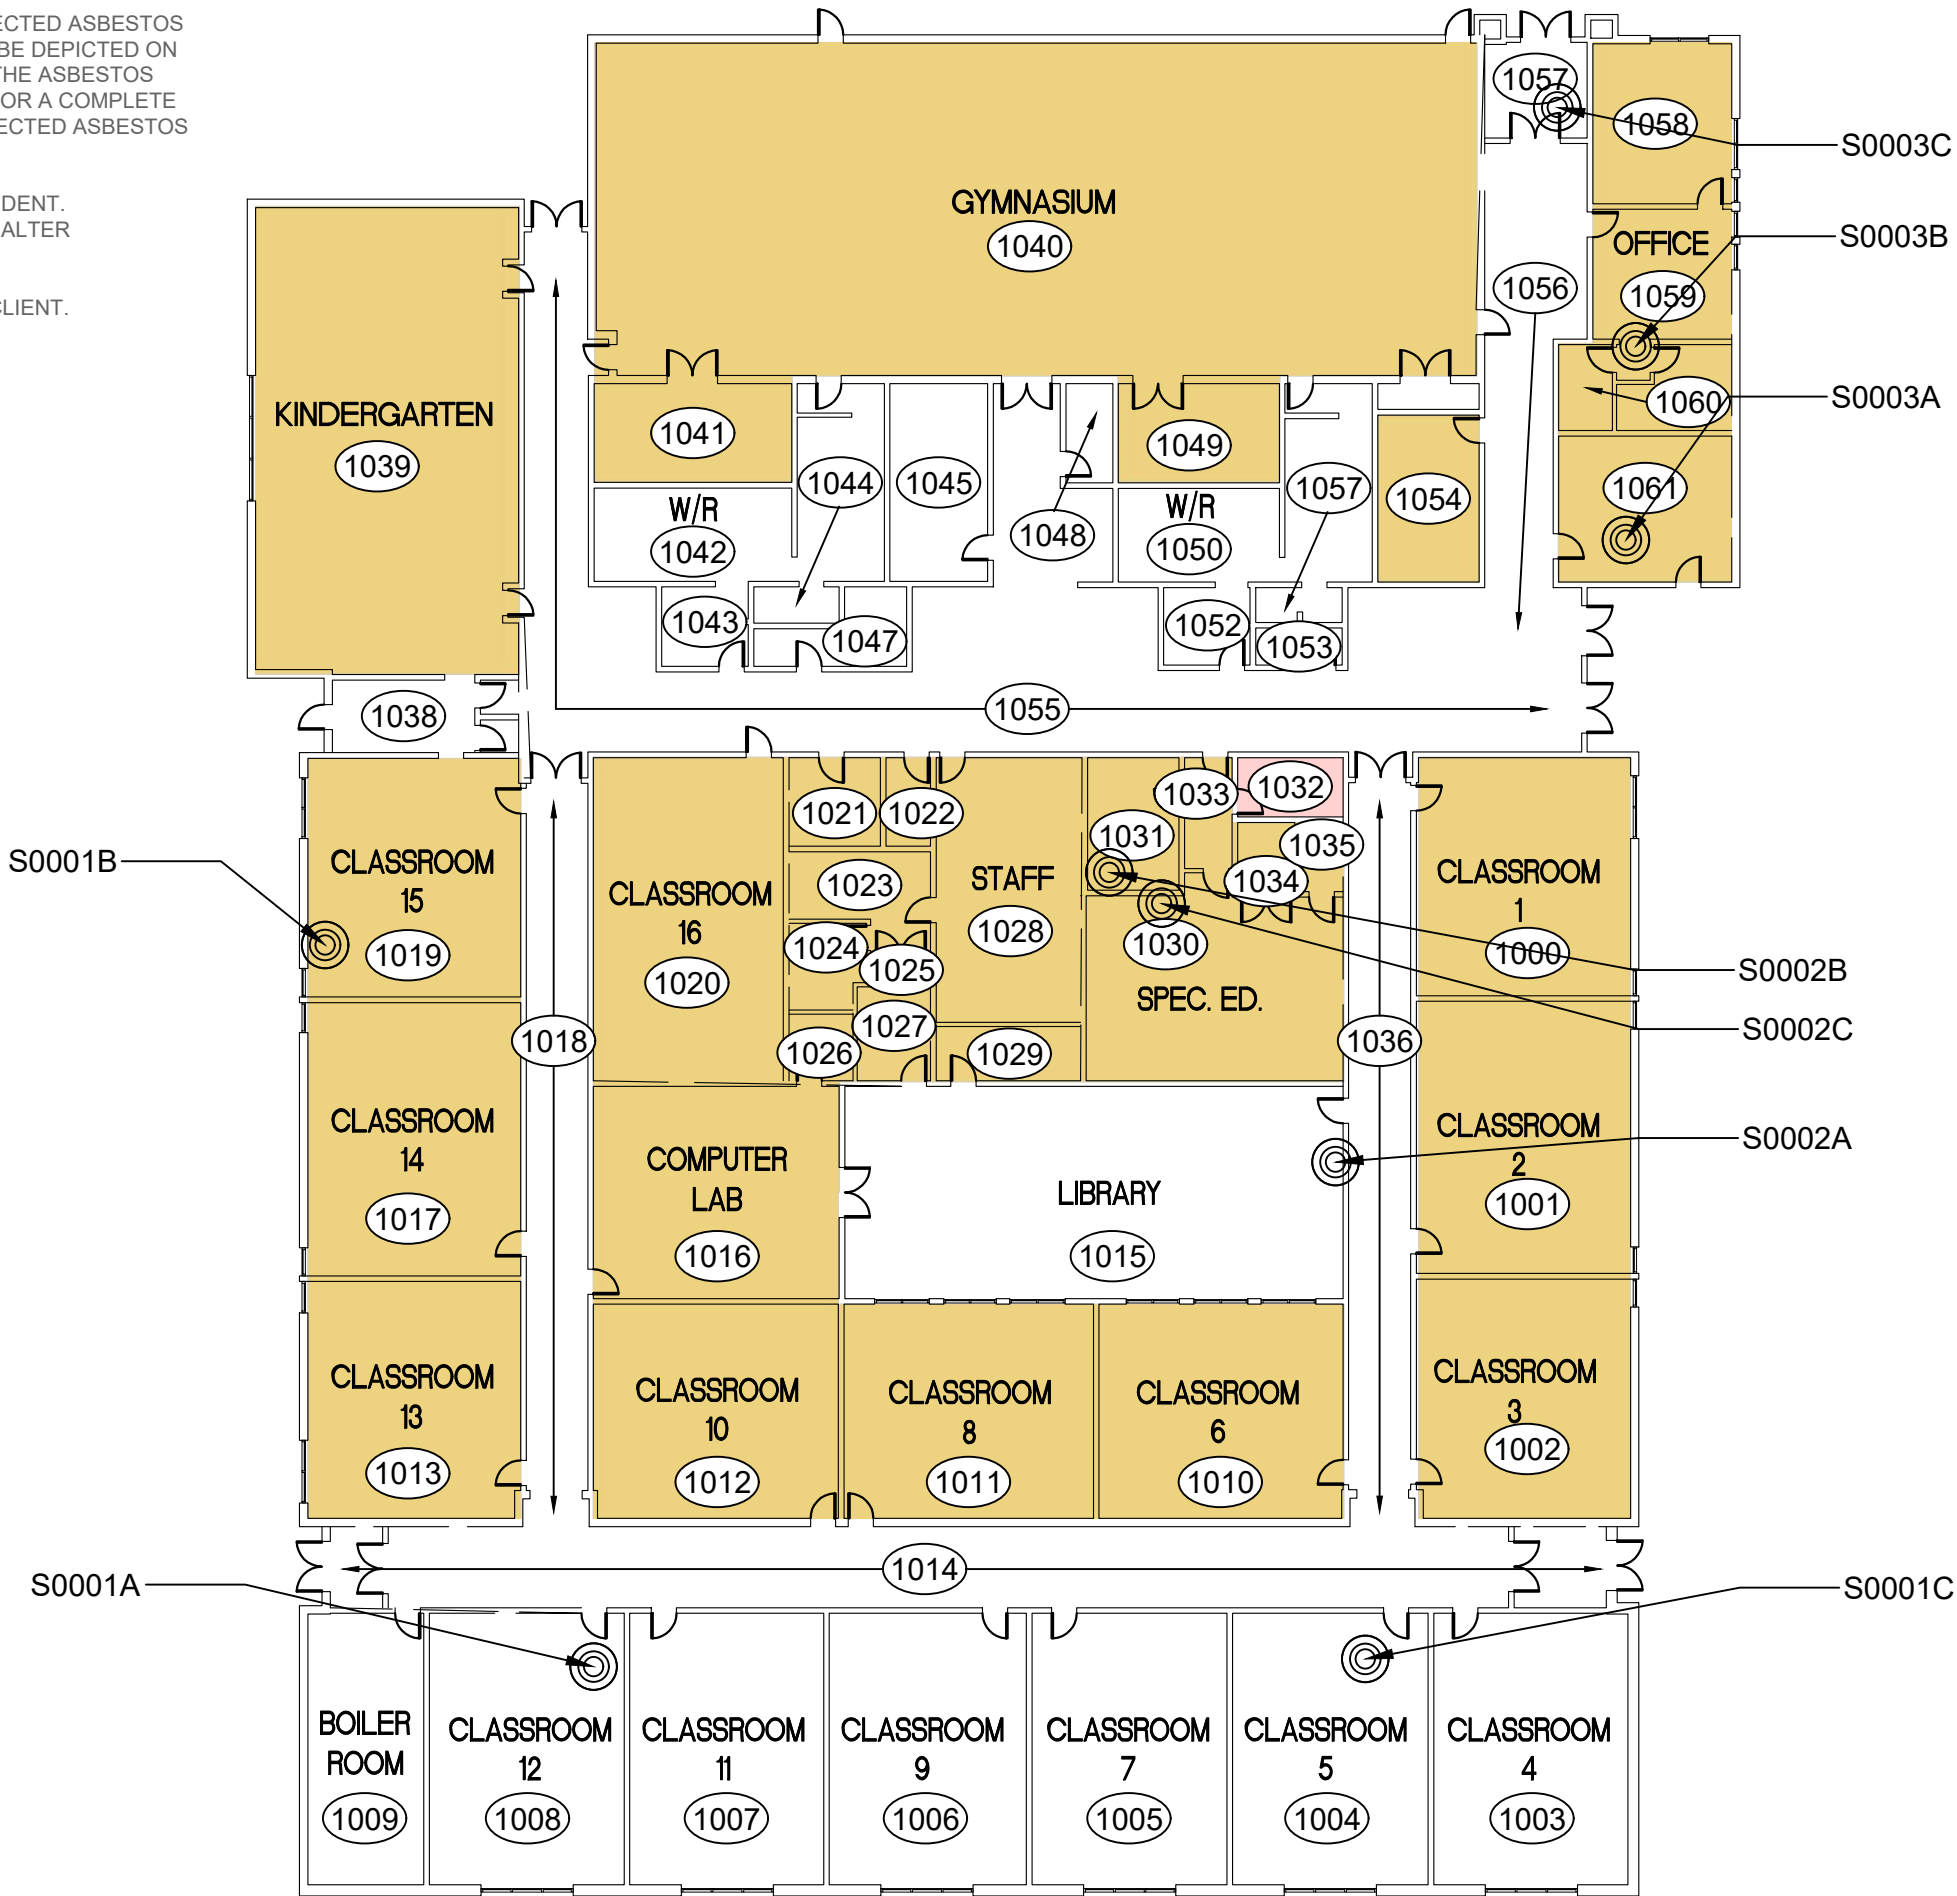 ECTED ASBESTOS
BE DEPICTED ON
THE ASBESTOS
OR A COMPLETE
ECTED ASBESTOS
DENT.
ALTER
CLIENT.
1057
1058
S0003C
GYMNASIUM
1040
OFFICE
1059
S0003B
1056
KINDERGARTEN
1039
1041
1049
1060
S0003A
1044
1045
1048
1057
1054
1061
W/R
1042
W/R
1050
1043
1047
1052
1053
1038
1055
1021
1022
1033
1032
1031
1035
S0001B
CLASSROOM
15
1019
CLASSROOM
16
1020
1023
1024
1025
1027
1026
STAFF
1028
1029
1034
1030
SPEC. ED.
CLASSROOM
1
1000
S0002B
S0002C
1018
1036
CLASSROOM
14
1017
COMPUTER
LAB
1016
LIBRARY
1015
CLASSROOM
2
1001
S0002A
CLASSROOM
13
1013
CLASSROOM
10
1012
CLASSROOM
8
1011
CLASSROOM
6
1010
CLASSROOM
3
1002
1014
S0001A
S0001C
BOILER
ROOM
1009
CLASSROOM
12
1008
CLASSROOM
11
1007
CLASSROOM
9
1006
CLASSROOM
7
1005
CLASSROOM
5
1004
CLASSROOM
4
1003